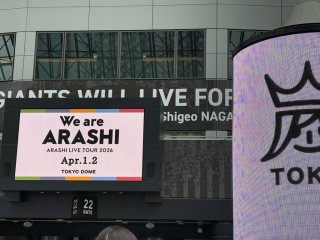 GIANTS WILL LIVE FOR
Shigeo NAGA
We are
ARASHI
ARASHI LIVE TOUR 2026
Apr.1.2
TOKYO DOME
22
GATE
TOK